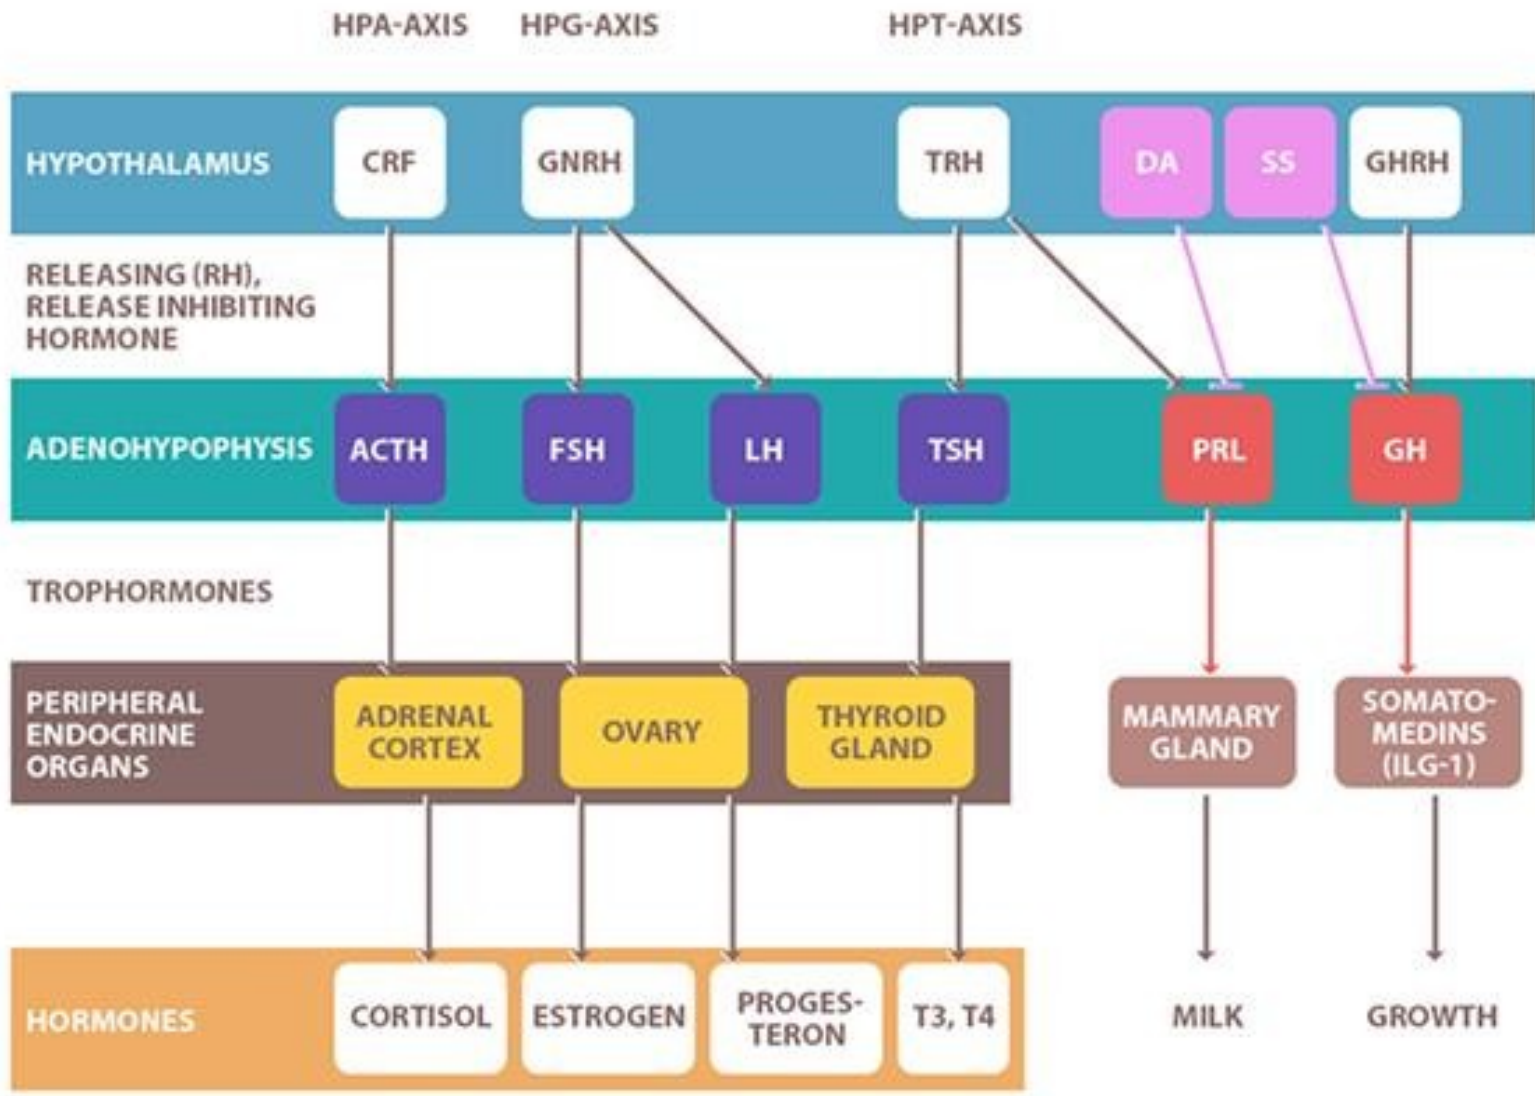 HPA-AXIS HPG-AXIS HPT-AXIS
HYPOTHALAMUS CRF GNRH TRH DA SS GHRH
RELEASING (RH),
RELEASE INHIBITING
HORMONE
ADENOHYPOPHYSIS ACTH FSH LH TSH PRL GH
TROPHORMONES
PERIPHERAL
ENDOCRINE
ORGANS
ADRENAL
CORTEX
OVARY
THYROID
GLAND
MAMMARY
GLAND
SOMATO-
MEDINS
(ILG-1)
HORMONES
CORTISOL
ESTROGEN
PROGES-
TERON
T3, T4
MILK
GROWTH